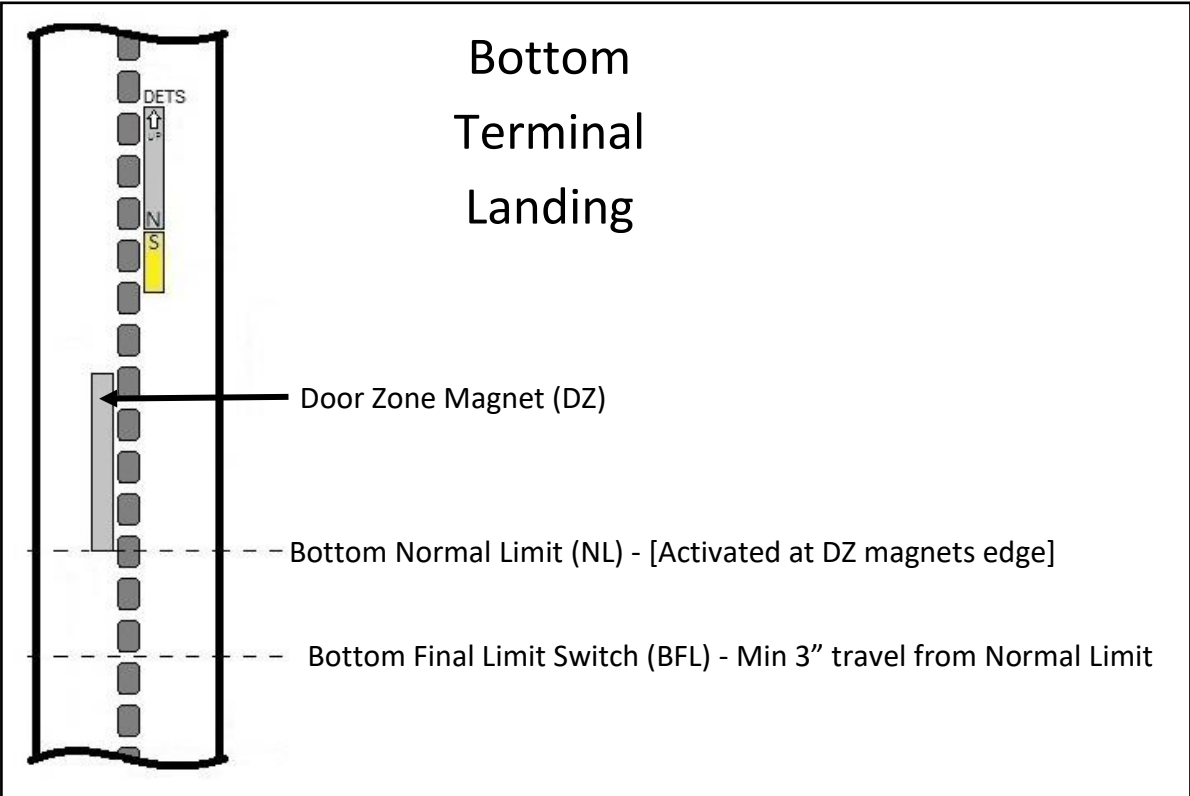 Bottom
Terminal
Landing
DETS
UP
N
S
Door Zone Magnet (DZ)
Bottom Normal Limit (NL) - [Activated at DZ magnets edge]
Bottom Final Limit Switch (BFL) - Min 3” travel from Normal Limit